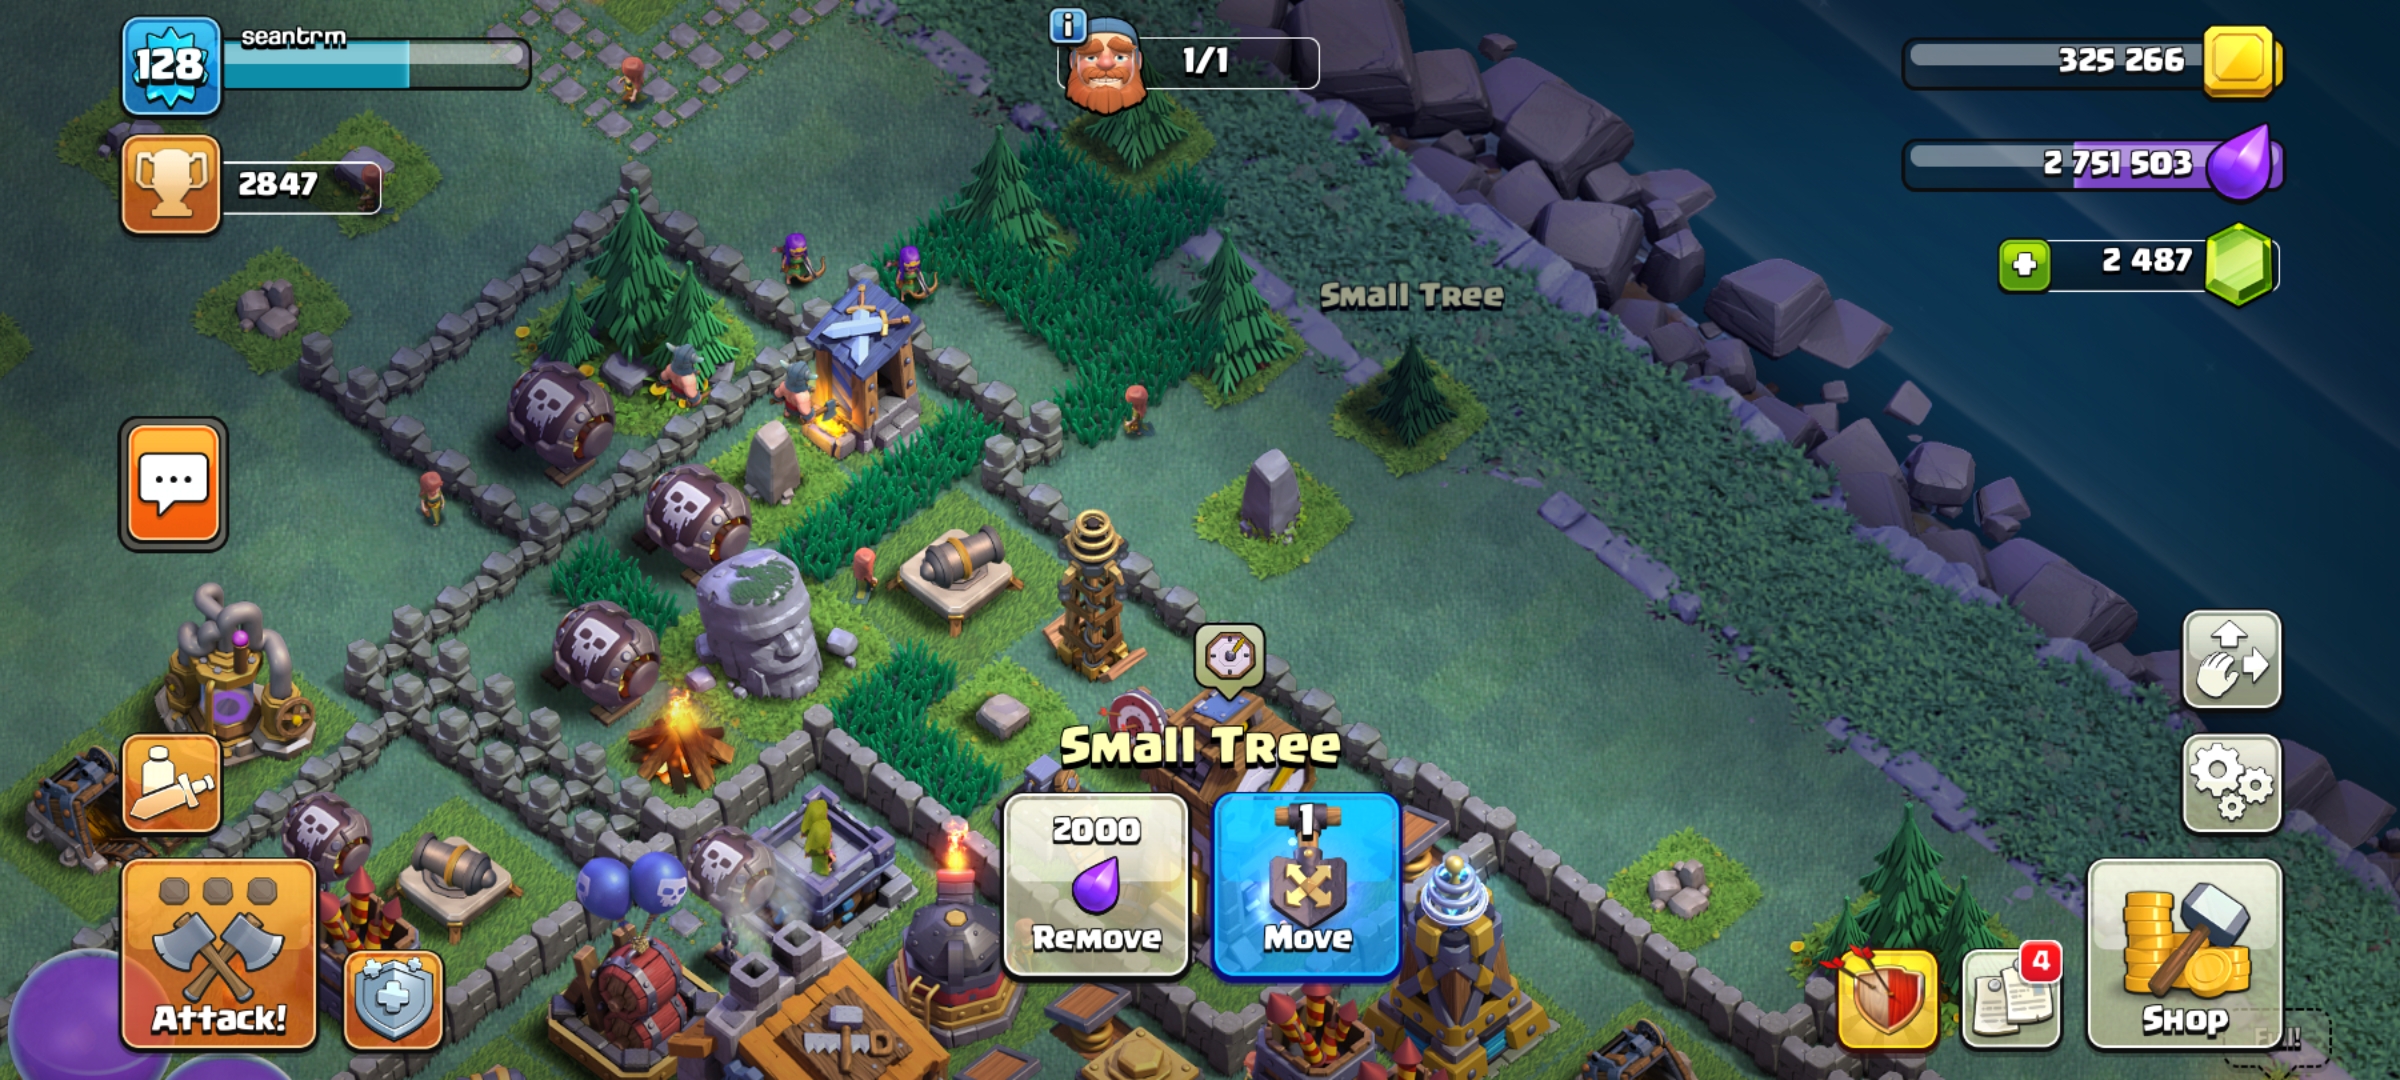 128
seantrm
i
1/1
325 266
2847
2 751 503
2 487
Small Tree
Small Tree
2000
Remove
1
Move
Attack!
4
Shop